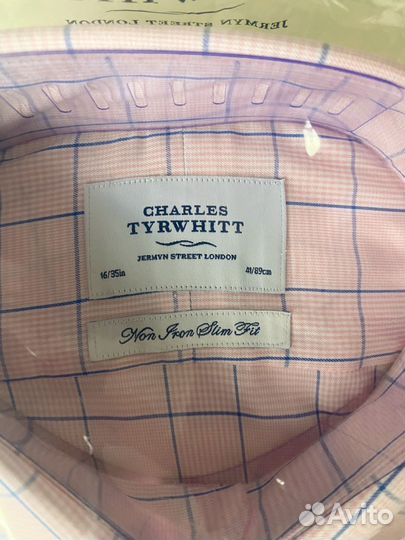 JERMYN STREET LONDON
CHARLES
TYRWHITT
JERMYN STREET LONDON
16/35in
41/89cm
Non Iron Slim Fit
Avito